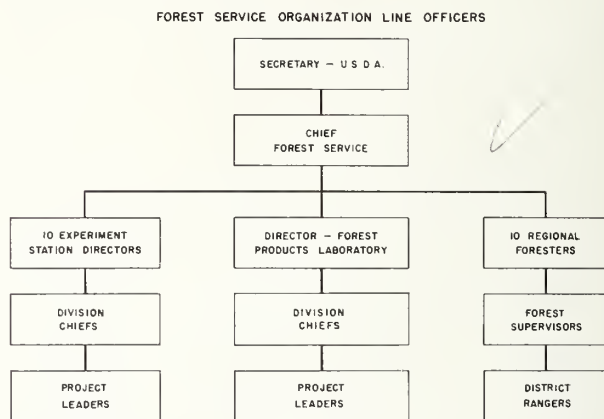 FOREST SERVICE ORGANIZATION LINE OFFICERS
SECRETARY – U S D A.
CHIEF
FOREST SERVICE
10 EXPERIMENT
STATION DIRECTORS
DIRECTOR – FOREST
PRODUCTS LABORATORY
10 REGIONAL
FORESTERS
DIVISION
CHIEFS
DIVISION
CHIEFS
FOREST
SUPERVISORS
PROJECT
LEADERS
PROJECT
LEADERS
DISTRICT
RANGERS